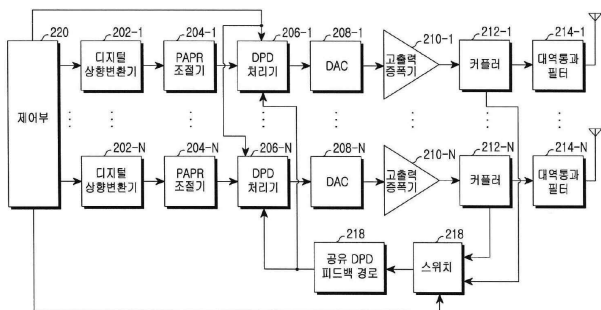 220
제어부
202-1
디지털
상향변환기
204-1
PAPR
조절기
206-1
DPD
처리기
208-1
DAC
210-1
고출력
증폭기
212-1
커플러
214-1
대역통과
필터
202-N
디지털
상향변환기
204-N
PAPR
조절기
206-N
DPD
처리기
208-N
DAC
210-N
고출력
증폭기
212-N
커플러
214-N
대역통과
필터
218
공유 DPD
피드백 경로
218
스위치